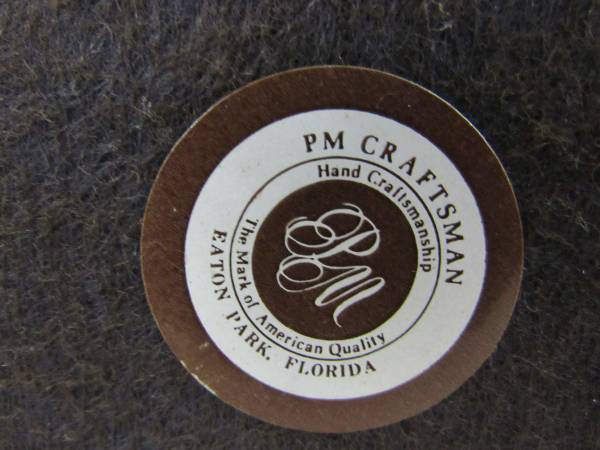 PM CRAFTSMAN
Hand Craftsmanship
PM
The Mark of American Quality
EATON PARK, FLORIDA